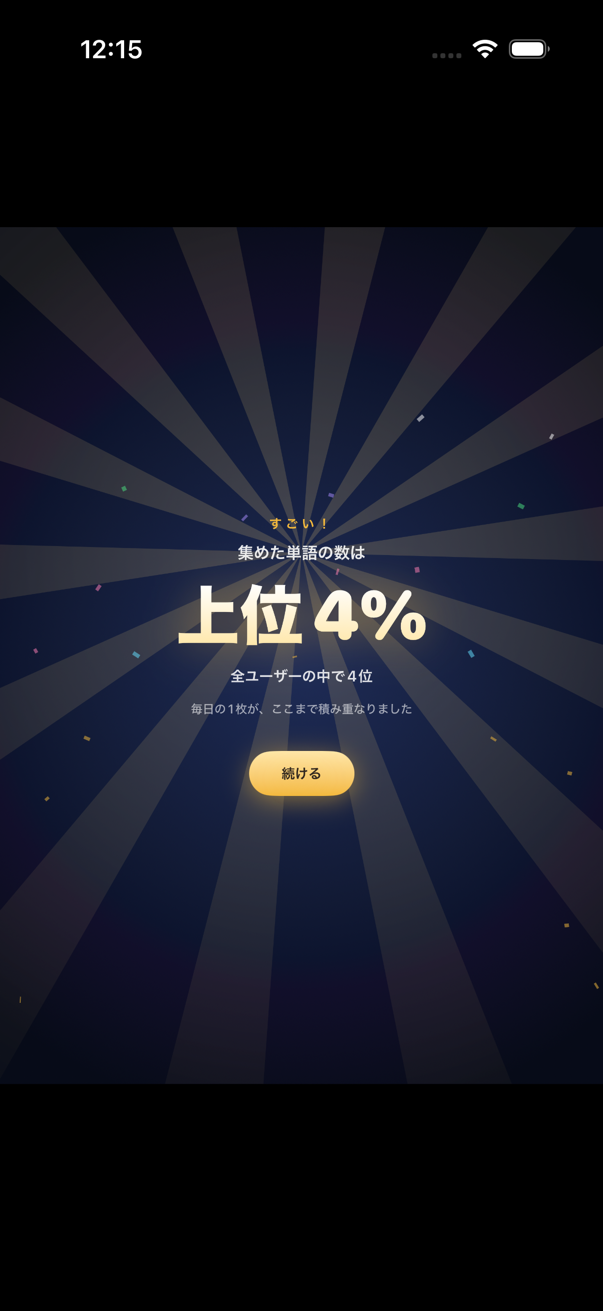 12:15
すごい！
集めた単語の数は
上位4%
全ユーザーの中で4位
毎日の1枚が、ここまで積み重なりました
続ける